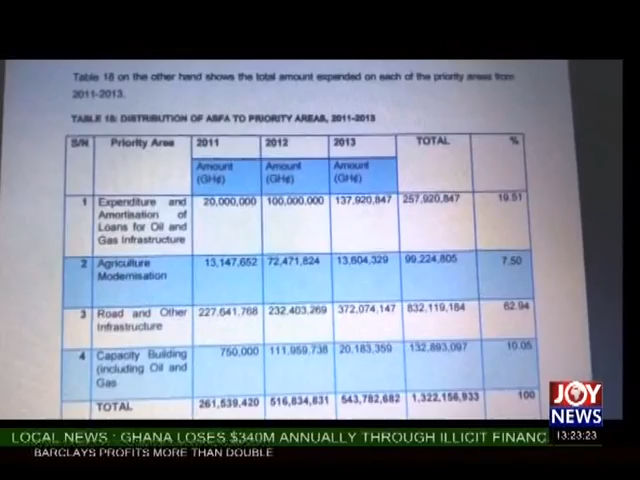 Table 18 on the other hand shows the total amount expended on each of the priority areas from
2011-2013.
TABLE 18: DISTRIBUTION OF ABFA TO PRIORITY AREAS, 2011-2013
S/N Priority Area 2011 2012 2013 TOTAL %
Amount (GH¢) Amount (GH¢) Amount (GH¢)
1 Expenditure and 20,000,000 100,000,000 137,920,847 257,920,847 19.51
Amortisation of
Loans for Oil and
Gas Infrastructure
2 Agriculture 13,147,652 72,471,824 13,604,329 99,224,805 7.50
Modernisation
3 Road and Other 227,641,768 232,403,269 372,074,147 832,119,184 62.94
Infrastructure
4 Capacity Building 750,000 111,959,738 20,183,359 132,893,097 10.05
(including Oil and
Gas
TOTAL 261,539,420 516,834,831 543,782,682 1,322,156,933 100
JOY
NEWS
LOCAL NEWS : GHANA LOSES $340M ANNUALLY THROUGH ILLICIT FINANC
13:23:23
BARCLAYS PROFITS MORE THAN DOUBLE